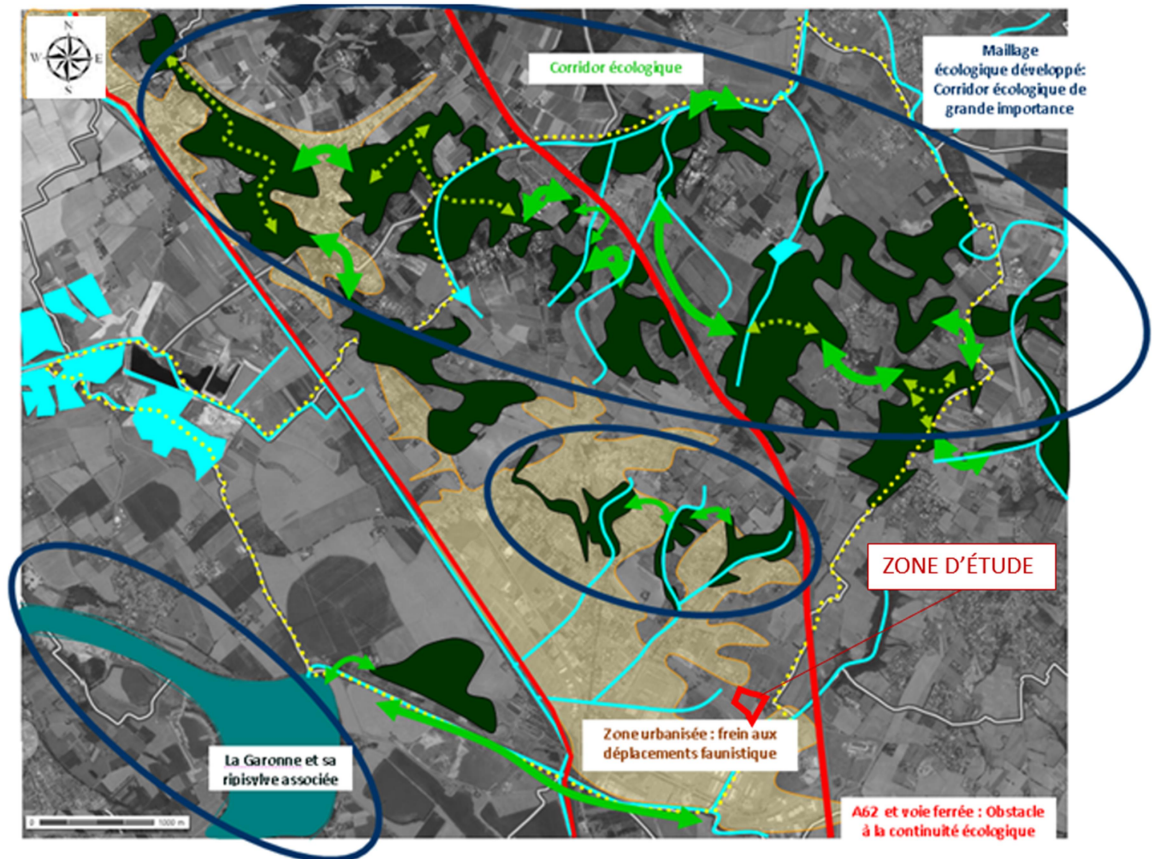 N
W E
S
Corridor écologique
Maillage
écologique développé:
Corridor écologique de
grande importance
ZONE D'ÉTUDE
Zone urbanisée : frein aux
déplacements faunistique
La Garonne et sa
ripisylve associée
A62 et voie ferrée : Obstacle
à la continuité écologique
0 1000 m